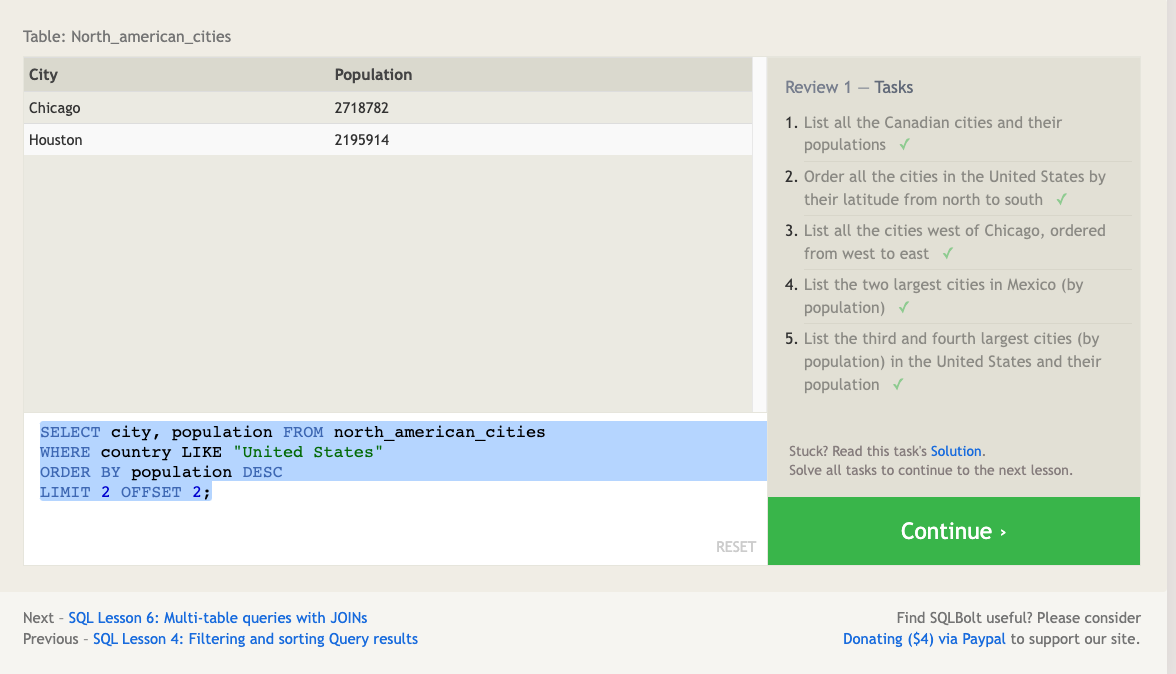 Table: North_american_cities
City Population
Chicago 2718782
Houston 2195914
SELECT city, population FROM north_american_cities
WHERE country LIKE "United States"
ORDER BY population DESC
LIMIT 2 OFFSET 2;
RESET
Review 1 — Tasks
1. List all the Canadian cities and their
populations ✓
2. Order all the cities in the United States by
their latitude from north to south ✓
3. List all the cities west of Chicago, ordered
from west to east ✓
4. List the two largest cities in Mexico (by
population) ✓
5. List the third and fourth largest cities (by
population) in the United States and their
population ✓
Stuck? Read this task's Solution.
Solve all tasks to continue to the next lesson.
Continue ›
Next – SQL Lesson 6: Multi-table queries with JOINs
Previous – SQL Lesson 4: Filtering and sorting Query results
Find SQLBolt useful? Please consider
Donating ($4) via Paypal to support our site.